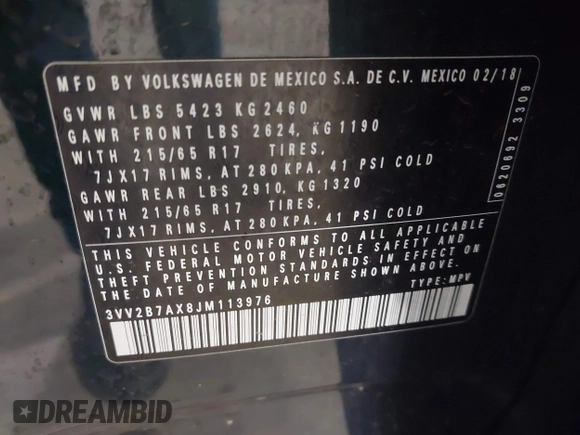 MFD BY VOLKSWAGEN DE MEXICO S.A. DE C.V. MEXICO 02/18
GVWR LBS 5423 KG 2460
GAWR FRONT LBS 2624, KG 1190
WITH 215/65 R17 TIRES,
7JX17 RIMS, AT 280 KPA, 41 PSI COLD
GAWR REAR LBS 2910, KG 1320
WITH 215/65 R17 TIRES,
7JX17 RIMS, AT 280 KPA, 41 PSI COLD
THIS VEHICLE CONFORMS TO ALL APPLICABLE
U.S. FEDERAL MOTOR VEHICLE SAFETY AND
THEFT PREVENTION STANDARDS IN EFFECT ON
THE DATE OF MANUFACTURE SHOWN ABOVE.
3VV2B7AX8JM113976 TYPE: MPV
0620692 3309
DREAMBID